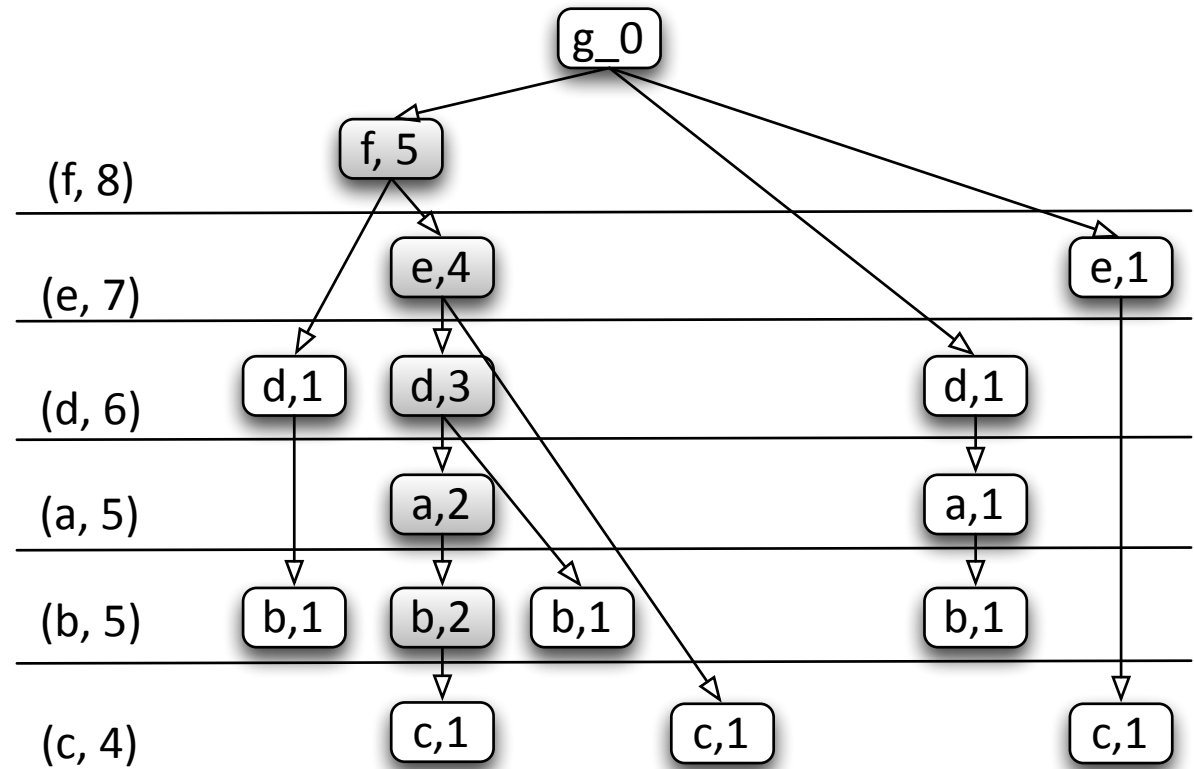 g_0
f, 5
(f, 8)
e,4
e,1
(e, 7)
d,1
d,3
d,1
(d, 6)
a,2
a,1
(a, 5)
b,1
b,2
b,1
b,1
(b, 5)
c,1
c,1
c,1
(c, 4)